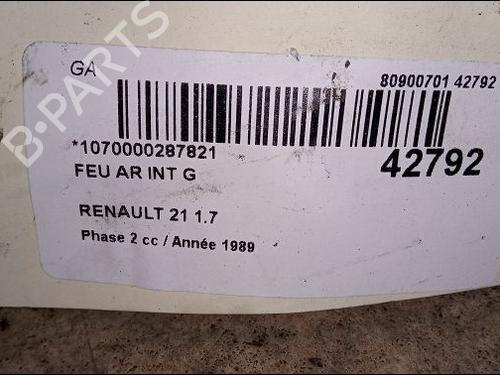 GA
80900701 42792
*1070000287821
42792
FEU AR INT G
RENAULT 21 1.7
Phase 2 cc / Année 1989
B-PARTS